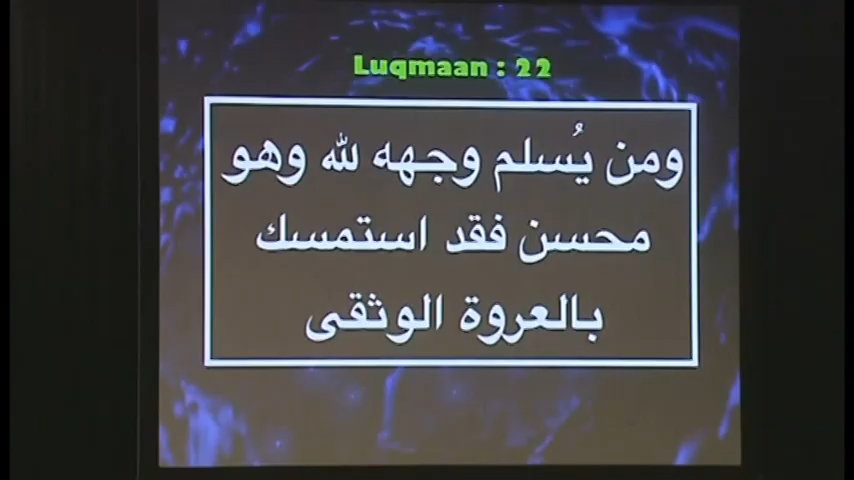 Luqmaan : 22
ومن يُسلم وجهه لله وهو
محسن فقد استمسك
بالعروة الوثقى